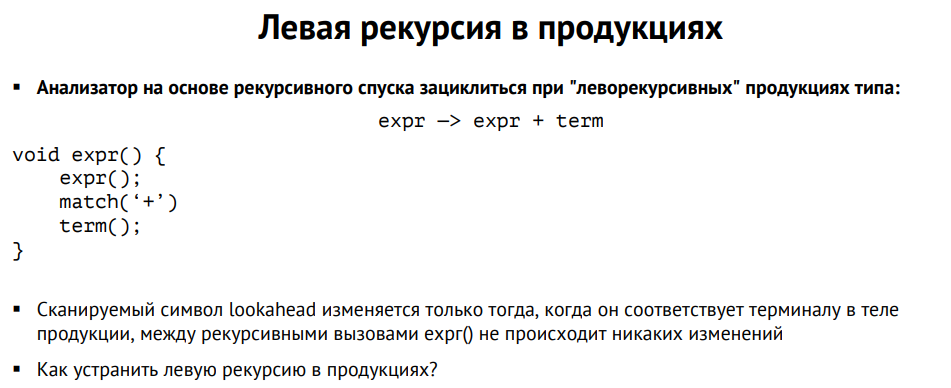 Левая рекурсия в продукциях
▪ Анализатор на основе рекурсивного спуска зациклиться при "леворекурсивных" продукциях типа:
expr —> expr + term
void expr() {
    expr();
    match(‘+’)
    term();
}
▪ Сканируемый символ lookahead изменяется только тогда, когда он соответствует терминалу в теле
продукции, между рекурсивными вызовами expr() не происходит никаких изменений
▪ Как устранить левую рекурсию в продукциях?